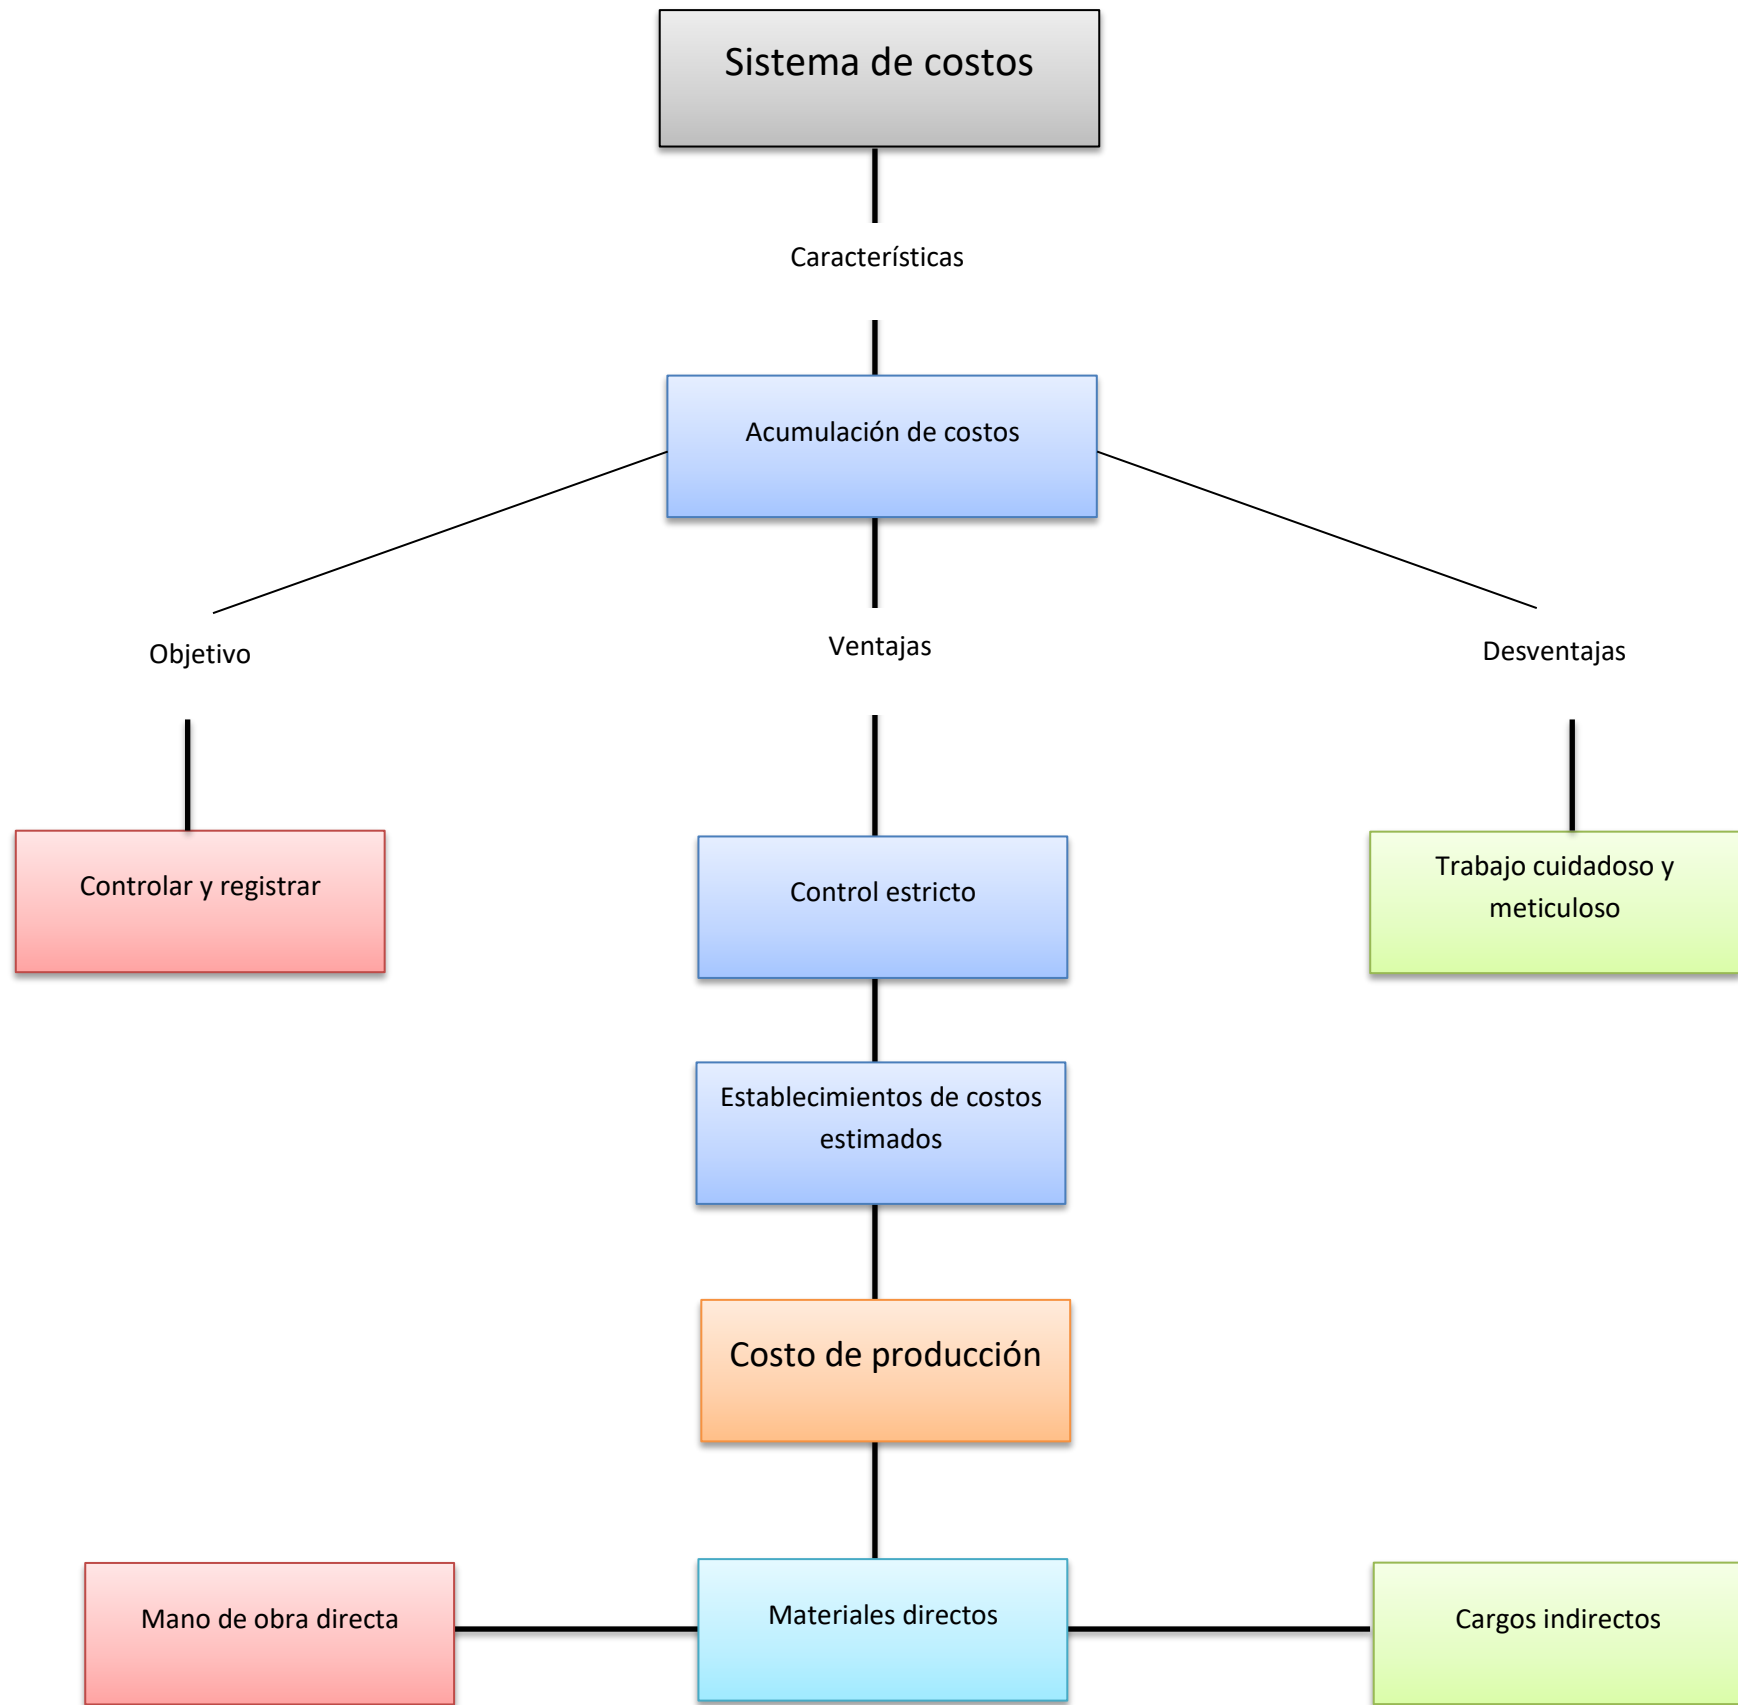 Sistema de costos
Característícas
Acumulación de costos
Objetivo
Ventajas
Desventajas
Controlar y registrar
Control estricto
Trabajo cuidadoso y
meticuloso
Establecimientos de costos
estimados
Costo de producción
Mano de obra directa
Materiales directos
Cargos indirectos